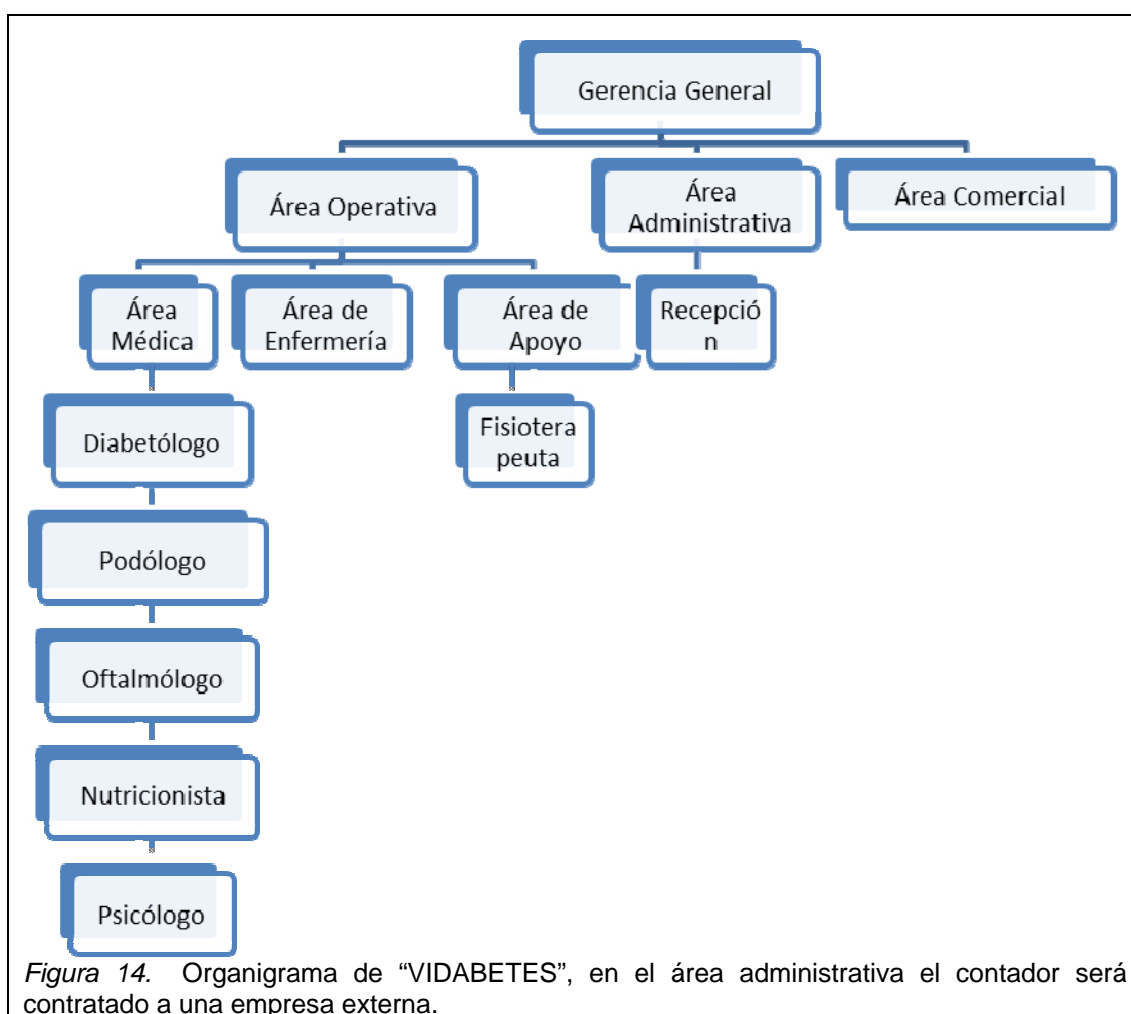 Gerencia General
Área Operativa
Área
Administrativa
Área Comercial
Área
Médica
Área de
Enfermería
Área de
Apoyo
Recepció
n
Diabetólogo
Fisiotera
peuta
Podólogo
Oftalmólogo
Nutricionista
Psicólogo
Figura 14. Organigrama de “VIDABETES”, en el área administrativa el contador será
contratado a una empresa externa.